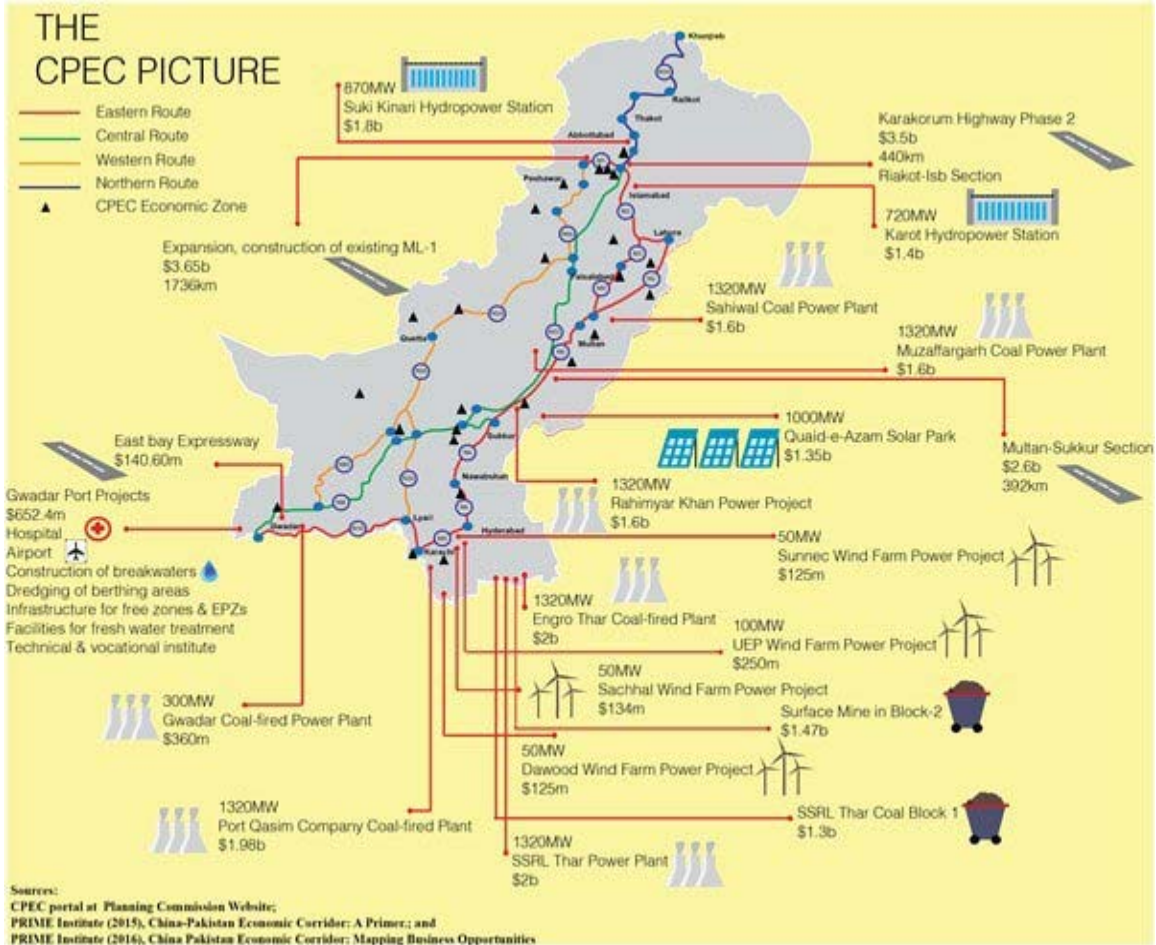 THE
CPEC PICTURE
Eastern Route
Central Route
Western Route
Northern Route
CPEC Economic Zone
870MW
Suki Kinari Hydropower Station
$1.8b
Expansion, construction of existing ML-1
$3.65b
1736km
Karakorum Highway Phase 2
$3.5b
440km
Riakot-Isb Section
720MW
Karot Hydropower Station
$1.4b
1320MW
Sahiwal Coal Power Plant
$1.6b
1320MW
Muzaffargarh Coal Power Plant
$1.6b
1000MW
Quaid-e-Azam Solar Park
$1.35b
Multan-Sukkur Section
$2.6b
392km
1320MW
Rahimyar Khan Power Project
$1.6b
50MW
Sunnec Wind Farm Power Project
$125m
1320MW
Engro Thar Coal-fired Plant
$2b
100MW
UEP Wind Farm Power Project
$250m
50MW
Sachhal Wind Farm Power Project
$134m
Surface Mine in Block-2
$1.47b
50MW
Dawood Wind Farm Power Project
$125m
SSRL Thar Coal Block 1
$1.3b
1320MW
SSRL Thar Power Plant
$2b
1320MW
Port Qasim Company Coal-fired Plant
$1.98b
300MW
Gwadar Coal-fired Power Plant
$360m
East bay Expressway
$140.60m
Gwadar Port Projects
$652.4m
Hospital
Airport
Construction of breakwaters
Dredging of berthing areas
Infrastructure for free zones & EPZs
Facilities for fresh water treatment
Technical & vocational institute
Khunjrab
Raikot
Thakot
Abbottabad
Peshawar
Islamabad
Lahore
Faisalabad
Multan
Quetta
Sukkur
Nawabshah
Hyderabad
Lyari
Karachi
Gwadar
Sources:
CPEC portal at Planning Commission Website;
PRIME Institute (2015), China-Pakistan Economic Corridor: A Primer.; and
PRIME Institute (2016), China Pakistan Economic Corridor: Mapping Business Opportunities